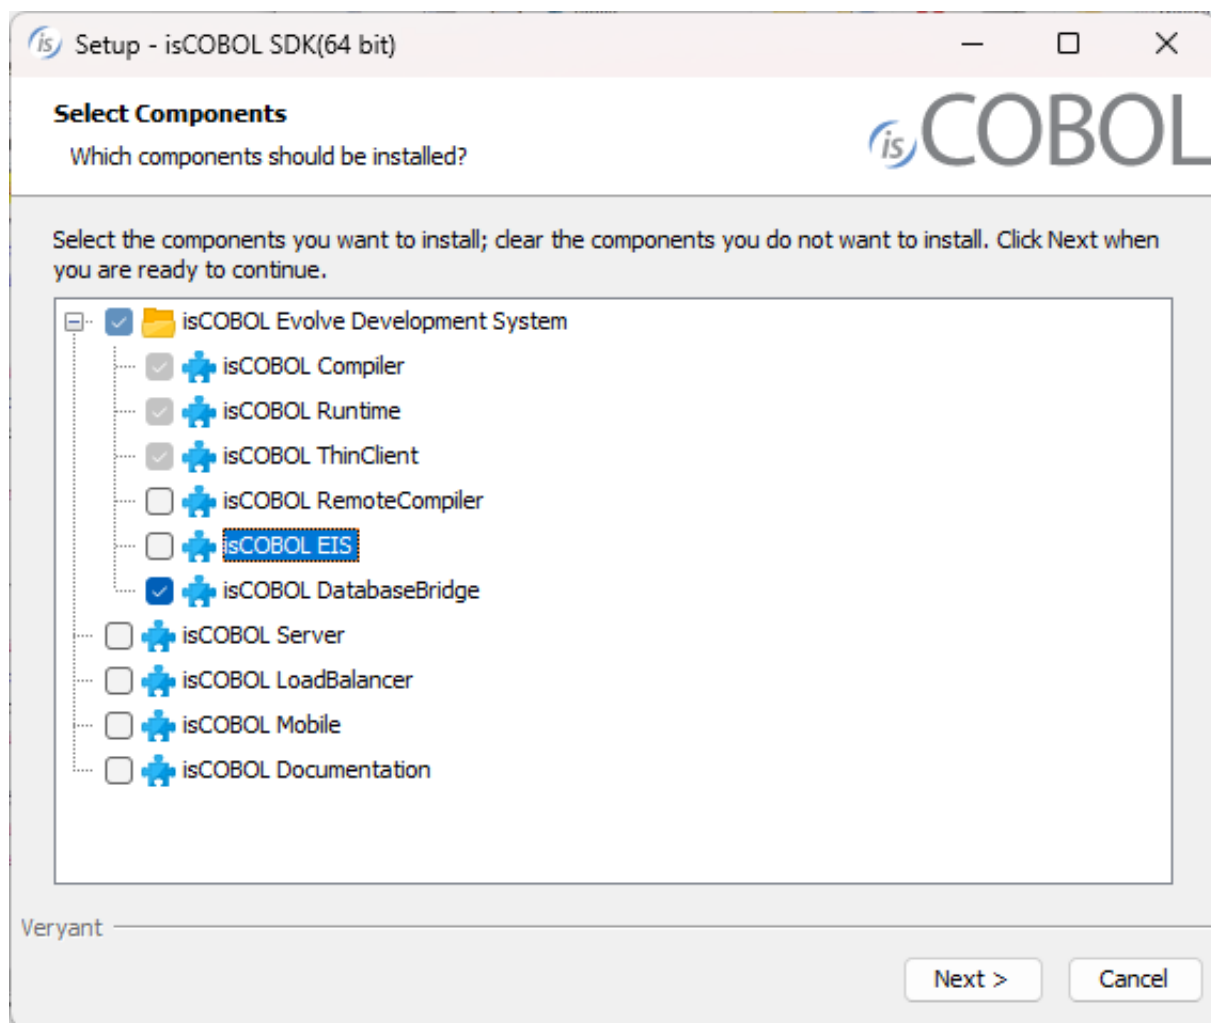 is Setup - isCOBOL SDK(64 bit)
Select Components
Which components should be installed?
isCOBOL
Select the components you want to install; clear the components you do not want to install. Click Next when
you are ready to continue.
isCOBOL Evolve Development System
isCOBOL Compiler
isCOBOL Runtime
isCOBOL ThinClient
isCOBOL RemoteCompiler
isCOBOL EIS
isCOBOL DatabaseBridge
isCOBOL Server
isCOBOL LoadBalancer
isCOBOL Mobile
isCOBOL Documentation
Veryant
Next >
Cancel